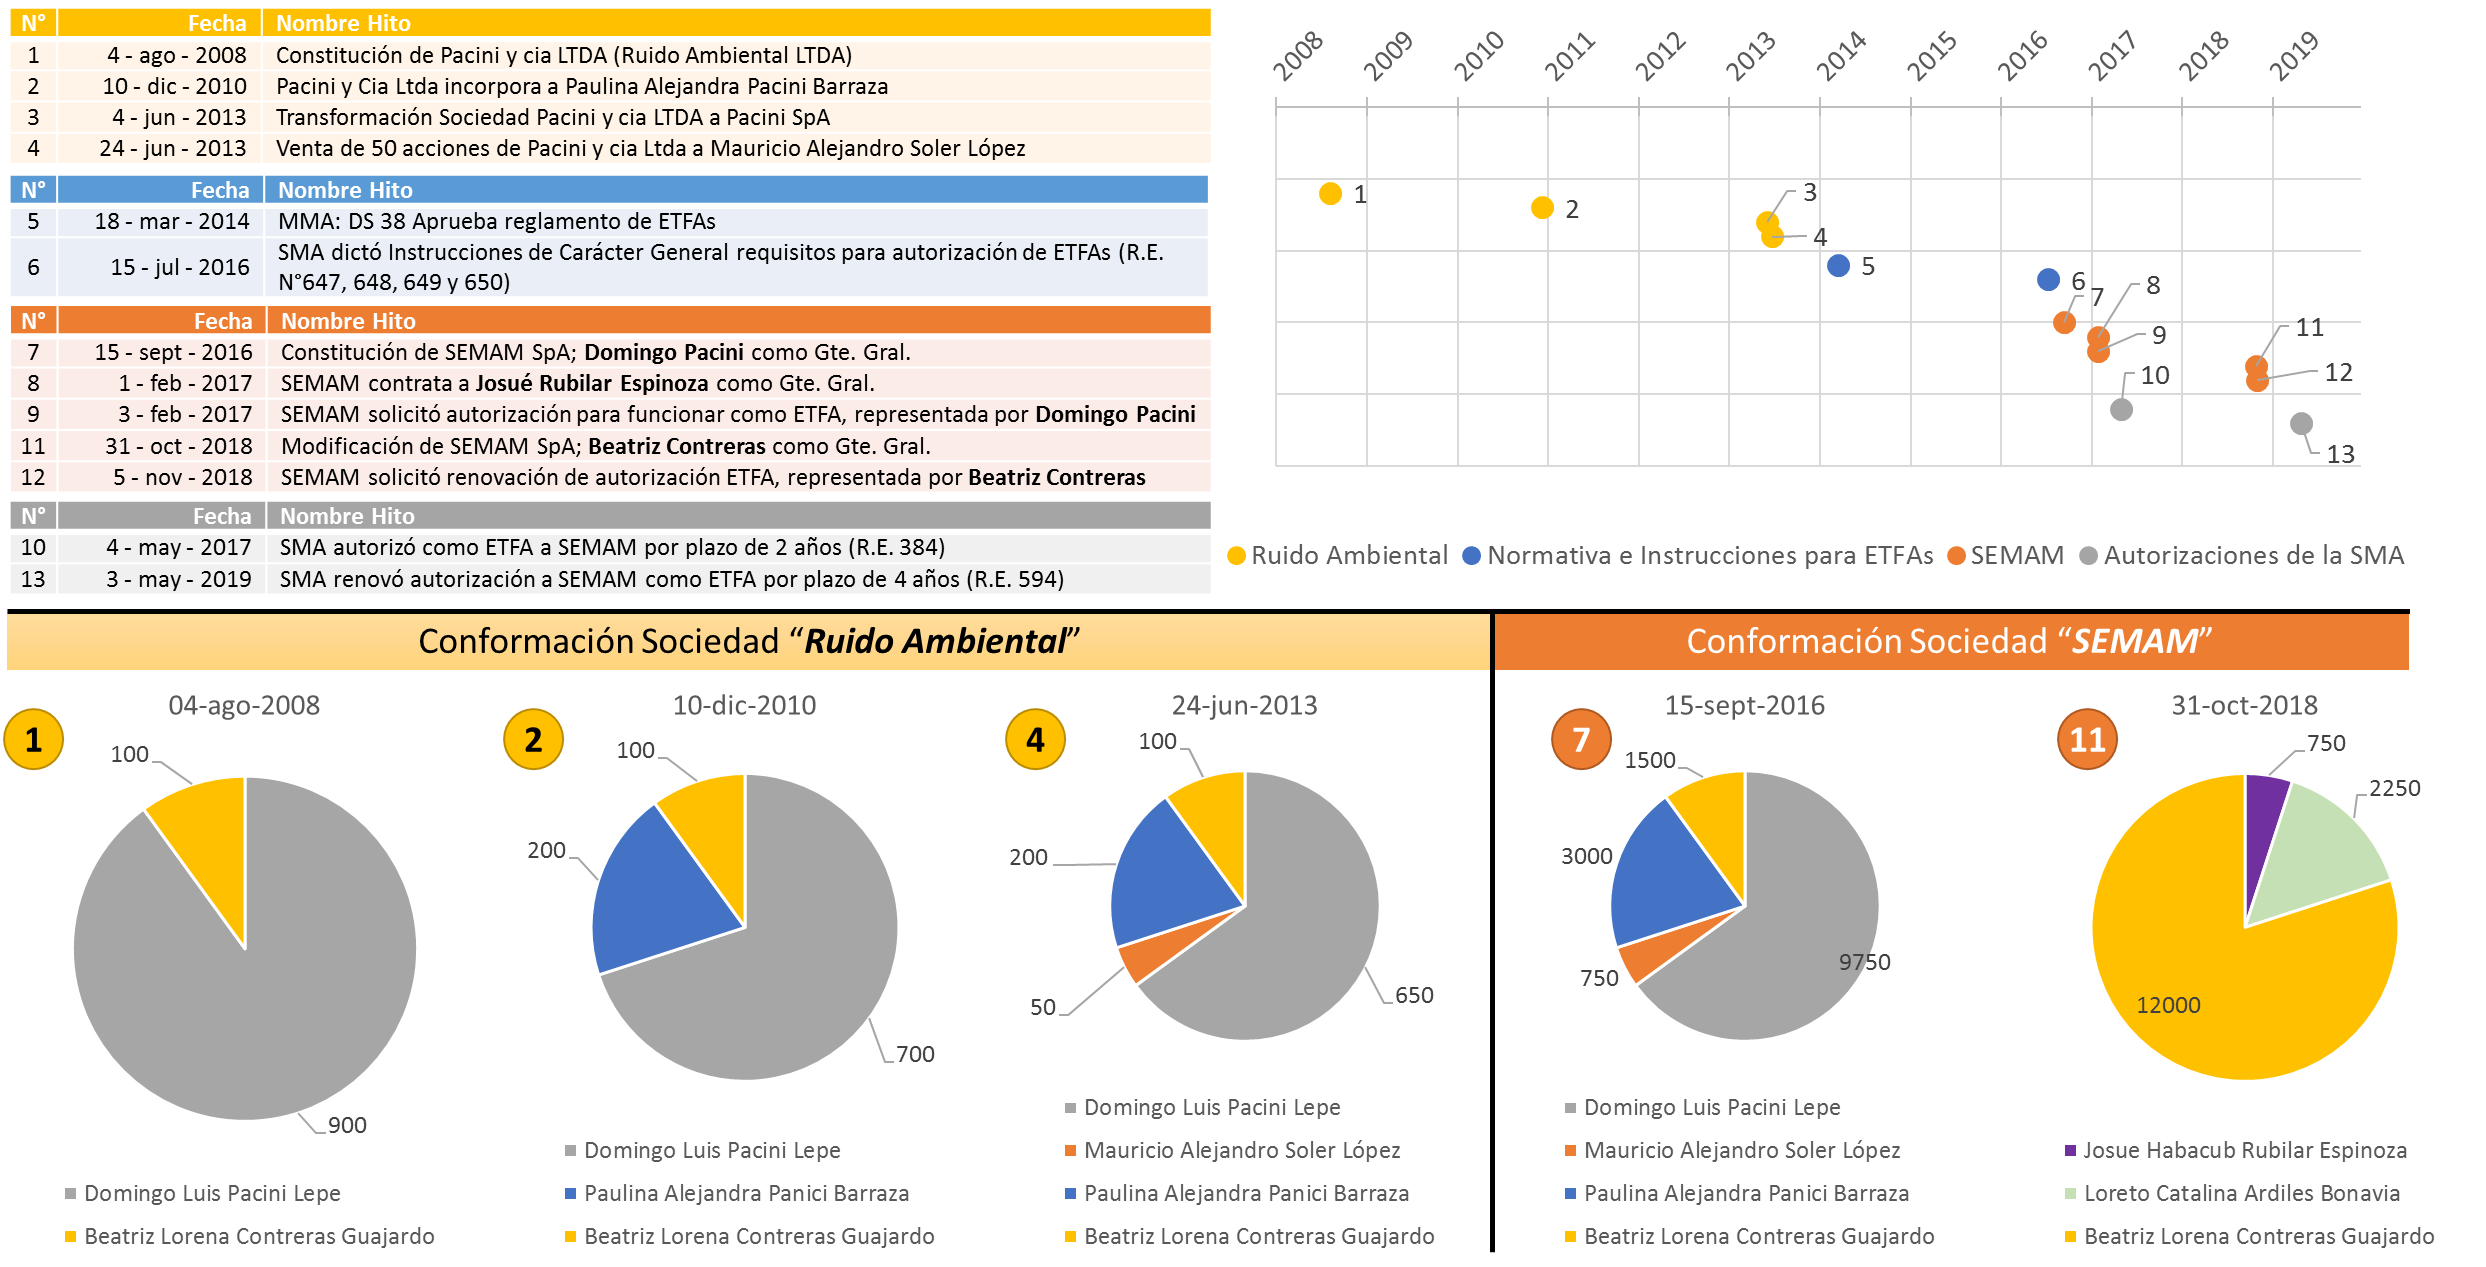 N° Fecha Nombre Hito
1 4 - ago - 2008 Constitución de Pacini y cia LTDA (Ruido Ambiental LTDA)
2 10 - dic - 2010 Pacini y Cia Ltda incorpora a Paulina Alejandra Pacini Barraza
3 4 - jun - 2013 Transformación Sociedad Pacini y cia LTDA a Pacini SpA
4 24 - jun - 2013 Venta de 50 acciones de Pacini y cia Ltda a Mauricio Alejandro Soler López
N° Fecha Nombre Hito
5 18 - mar - 2014 MMA: DS 38 Aprueba reglamento de ETFAs
6 15 - jul - 2016 SMA dictó Instrucciones de Carácter General requisitos para autorización de ETFAs (R.E.
N°647, 648, 649 y 650)
N° Fecha Nombre Hito
7 15 - sept - 2016 Constitución de SEMAM SpA; Domingo Pacini como Gte. Gral.
8 1 - feb - 2017 SEMAM contrata a Josué Rubilar Espinoza como Gte. Gral.
9 3 - feb - 2017 SEMAM solicitó autorización para funcionar como ETFA, representada por Domingo Pacini
11 31 - oct - 2018 Modificación de SEMAM SpA; Beatriz Contreras como Gte. Gral.
12 5 - nov - 2018 SEMAM solicitó renovación de autorización ETFA, representada por Beatriz Contreras
N° Fecha Nombre Hito
10 4 - may - 2017 SMA autorizó como ETFA a SEMAM por plazo de 2 años (R.E. 384)
13 3 - may - 2019 SMA renovó autorización a SEMAM como ETFA por plazo de 4 años (R.E. 594)
2008 2009 2010 2011 2012 2013 2014 2015 2016 2017 2018 2019
1
2
3
4
5
6
7
8
9
10
11
12
13
Ruido Ambiental Normativa e Instrucciones para ETFAs SEMAM Autorizaciones de la SMA
Conformación Sociedad “Ruido Ambiental”
1
04-ago-2008
100
900
Domingo Luis Pacini Lepe
Beatriz Lorena Contreras Guajardo
2
10-dic-2010
100
200
700
Domingo Luis Pacini Lepe
Paulina Alejandra Panici Barraza
Beatriz Lorena Contreras Guajardo
4
24-jun-2013
100
200
50
650
Domingo Luis Pacini Lepe
Mauricio Alejandro Soler López
Paulina Alejandra Panici Barraza
Beatriz Lorena Contreras Guajardo
Conformación Sociedad “SEMAM”
7
15-sept-2016
1500
3000
750
9750
Domingo Luis Pacini Lepe
Mauricio Alejandro Soler López
Paulina Alejandra Panici Barraza
Beatriz Lorena Contreras Guajardo
11
31-oct-2018
750
2250
12000
Josue Habacub Rubilar Espinoza
Loreto Catalina Ardiles Bonavia
Beatriz Lorena Contreras Guajardo